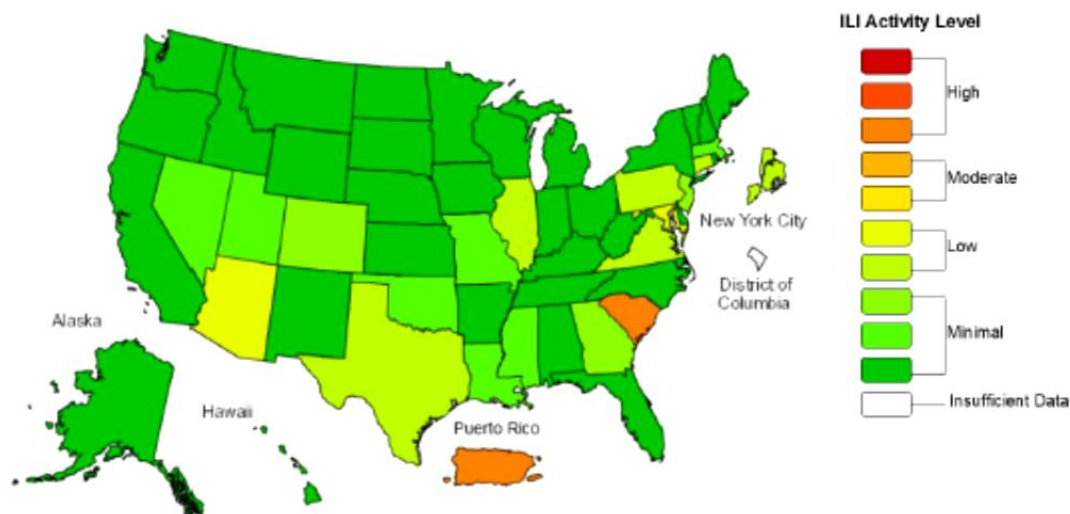 ILI Activity Level
High
Moderate
Low
Minimal
Insufficient Data
New York City
District of
Columbia
Alaska
Hawaii
Puerto Rico